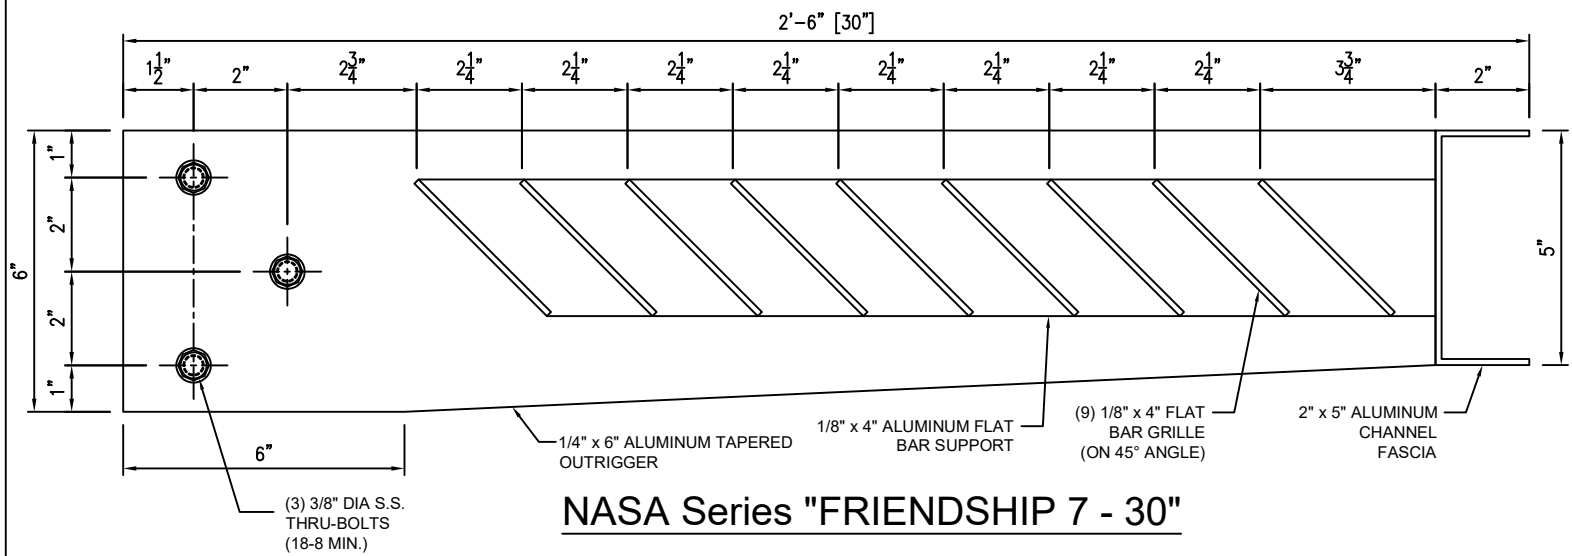 2'-6" [30"]
1 1/2"
2"
2 3/4"
2 1/4"
2 1/4"
2 1/4"
2 1/4"
2 1/4"
2 1/4"
2 1/4"
2 1/4"
3 3/4"
2"
1"
2"
6"
2"
1"
5"
6"
1/4" x 6" ALUMINUM TAPERED
OUTRIGGER
1/8" x 4" ALUMINUM FLAT
BAR SUPPORT
(9) 1/8" x 4" FLAT
BAR GRILLE
(ON 45° ANGLE)
2" x 5" ALUMINUM
CHANNEL
FASCIA
(3) 3/8" DIA S.S.
THRU-BOLTS
(18-8 MIN.)
NASA Series "FRIENDSHIP 7 - 30"